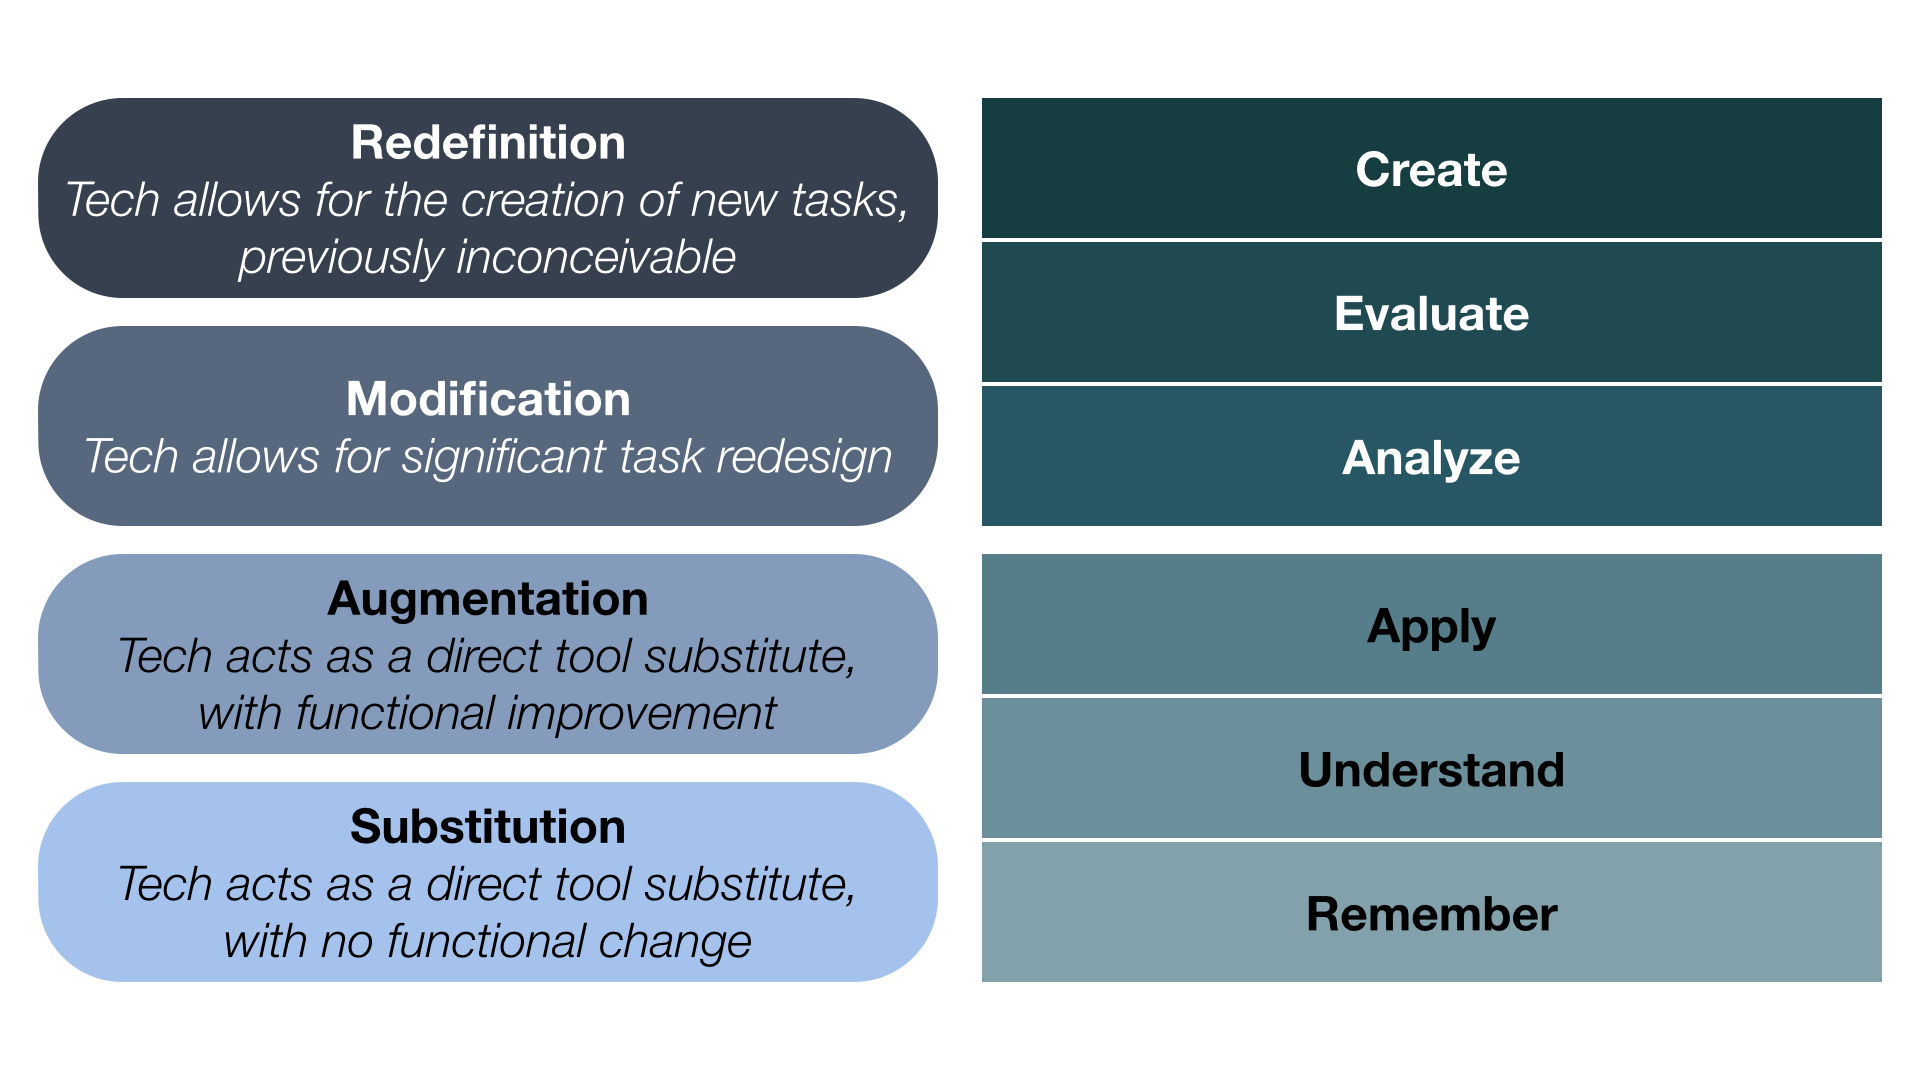 Redefinition
Tech allows for the creation of new tasks,
previously inconceivable
Modification
Tech allows for significant task redesign
Augmentation
Tech acts as a direct tool substitute,
with functional improvement
Substitution
Tech acts as a direct tool substitute,
with no functional change
Create
Evaluate
Analyze
Apply
Understand
Remember